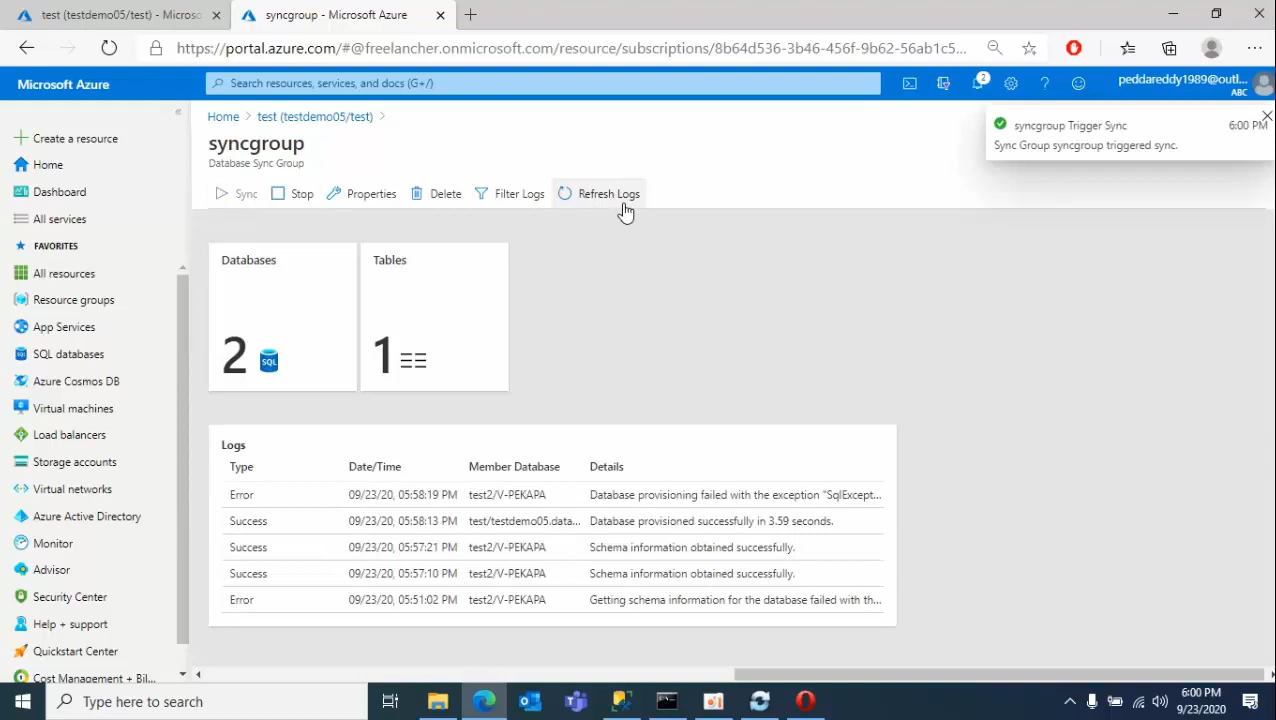 test (testdemo05/test) - Microso
syncgroup - Microsoft Azure
https://portal.azure.com/#@freelancher.onmicrosoft.com/resource/subscriptions/8b64d536-3b46-456f-9b62-56ab1c5...
Microsoft Azure
Search resources, services, and docs (G+/)
2
peddareddy1989@outl...
ABC
Create a resource
Home
Dashboard
All services
FAVORITES
All resources
Resource groups
App Services
SQL databases
Azure Cosmos DB
Virtual machines
Load balancers
Storage accounts
Virtual networks
Azure Active Directory
Monitor
Advisor
Security Center
Help + support
Quickstart Center
Cost Management + Bil...
Home > test (testdemo05/test) >
syncgroup
Database Sync Group
Sync Stop Properties Delete Filter Logs Refresh Logs
syncgroup Trigger Sync 6:00 PM
Sync Group syncgroup triggered sync.
Databases
2
SQL
Tables
1
Logs
Type Date/Time Member Database Details
Error 09/23/20, 05:58:19 PM test2/V-PEKAPA Database provisioning failed with the exception "SqlExcept...
Success 09/23/20, 05:58:13 PM test/testdemo05.data... Database provisioned successfully in 3.59 seconds.
Success 09/23/20, 05:57:21 PM test2/V-PEKAPA Schema information obtained successfully.
Success 09/23/20, 05:57:10 PM test2/V-PEKAPA Schema information obtained successfully.
Error 09/23/20, 05:51:02 PM test2/V-PEKAPA Getting schema information for the database failed with th...
Type here to search
6:00 PM
9/23/2020